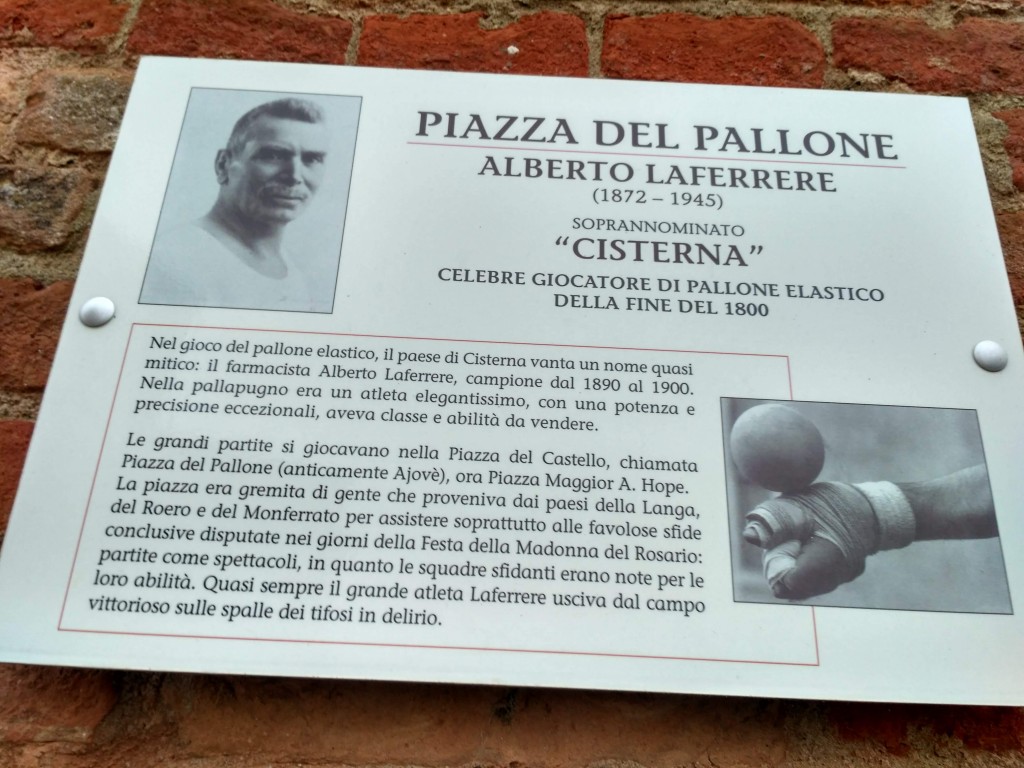 PIAZZA DEL PALLONE
ALBERTO LAFERRERE
(1872 – 1945)
SOPRANNOMINATO
“CISTERNA”
CELEBRE GIOCATORE DI PALLONE ELASTICO
DELLA FINE DEL 1800
Nel gioco del pallone elastico, il paese di Cisterna vanta un nome quasi
mitico: il farmacista Alberto Laferrere, campione dal 1890 al 1900.
Nella pallapugno era un atleta elegantissimo, con una potenza e
precisione eccezionali, aveva classe e abilità da vendere.
Le grandi partite si giocavano nella Piazza del Castello, chiamata
Piazza del Pallone (anticamente Ajovè), ora Piazza Maggior A. Hope.
La piazza era gremita di gente che proveniva dai paesi della Langa,
del Roero e del Monferrato per assistere soprattutto alle favolose sfide
conclusive disputate nei giorni della Festa della Madonna del Rosario:
partite come spettacoli, in quanto le squadre sfidanti erano note per le
loro abilità. Quasi sempre il grande atleta Laferrere usciva dal campo
vittorioso sulle spalle dei tifosi in delirio.